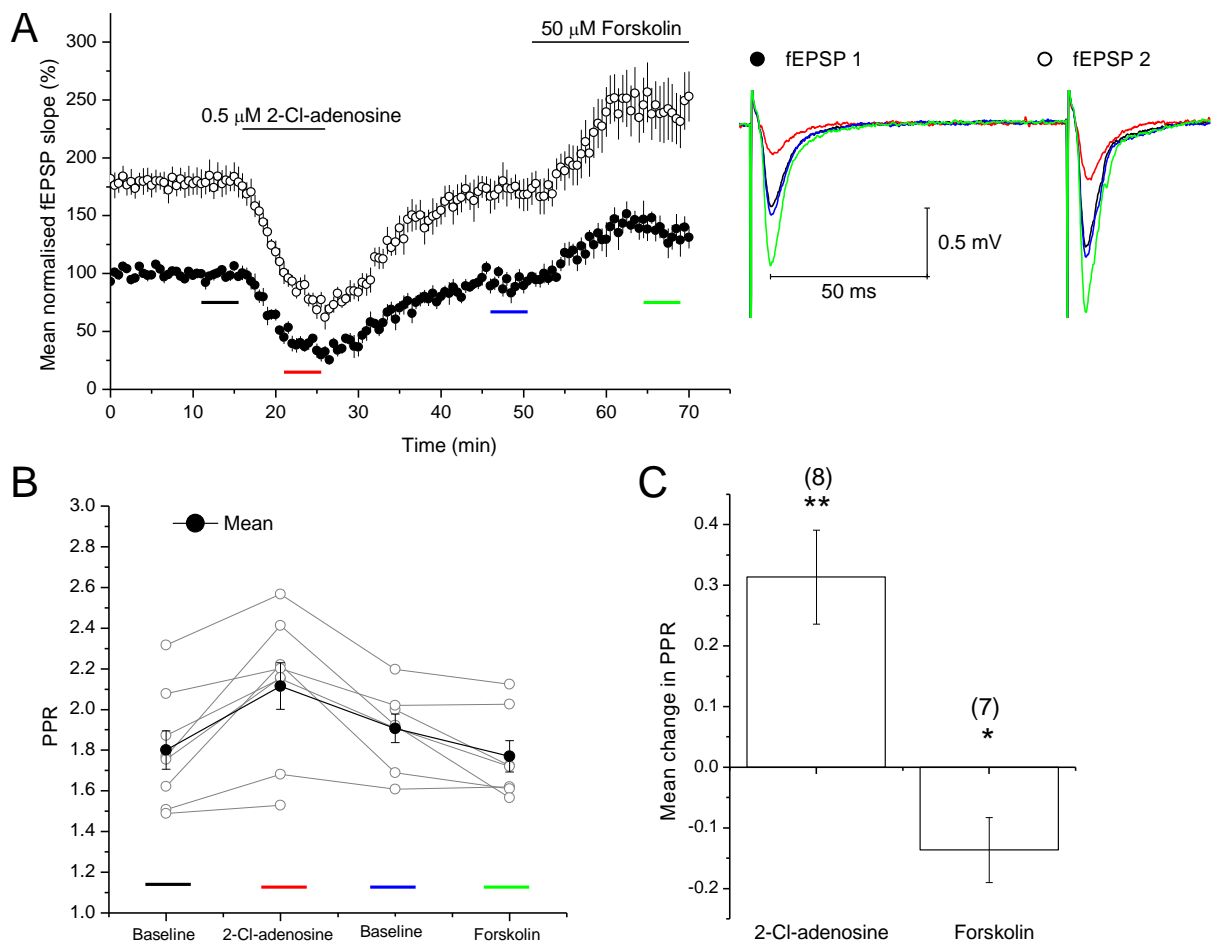 A
50 μM Forskolin
0.5 μM 2-Cl-adenosine
Mean normalised fEPSP slope (%)
300
250
200
150
100
50
0
0 10 20 30 40 50 60 70
Time (min)
fEPSP 1
fEPSP 2
0.5 mV
50 ms
B
Mean
PPR
3.0
2.8
2.6
2.4
2.2
2.0
1.8
1.6
1.4
1.2
1.0
Baseline 2-Cl-adenosine Baseline Forskolin
C
Mean change in PPR
0.4
0.3
0.2
0.1
0.0
-0.1
-0.2
(8)
**
(7)
*
2-Cl-adenosine Forskolin